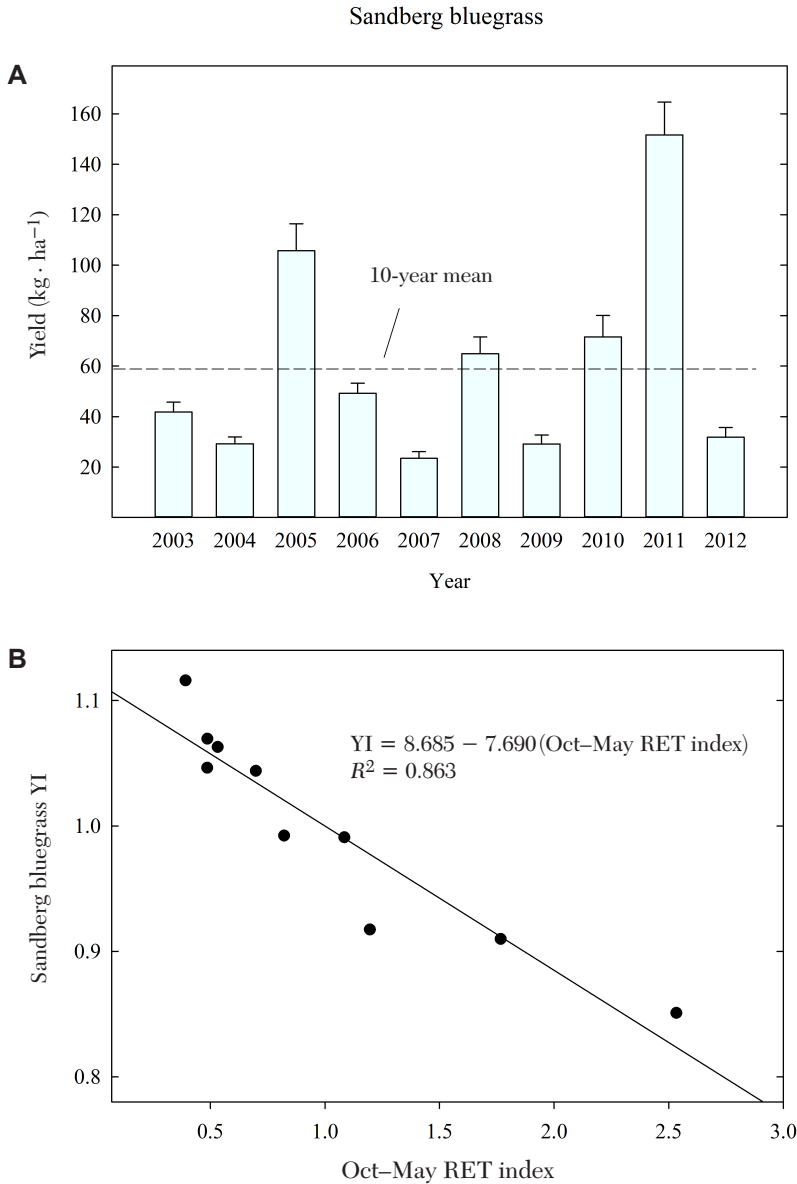 Sandberg bluegrass
A
160
140
120
100
80
60
40
20
Yield (kg · ha⁻¹)
10-year mean
2003 2004 2005 2006 2007 2008 2009 2010 2011 2012
Year
B
1.1
1.0
0.9
0.8
Sandberg bluegrass YI
YI = 8.685 − 7.690(Oct–May RET index)
R² = 0.863
0.5 1.0 1.5 2.0 2.5 3.0
Oct–May RET index